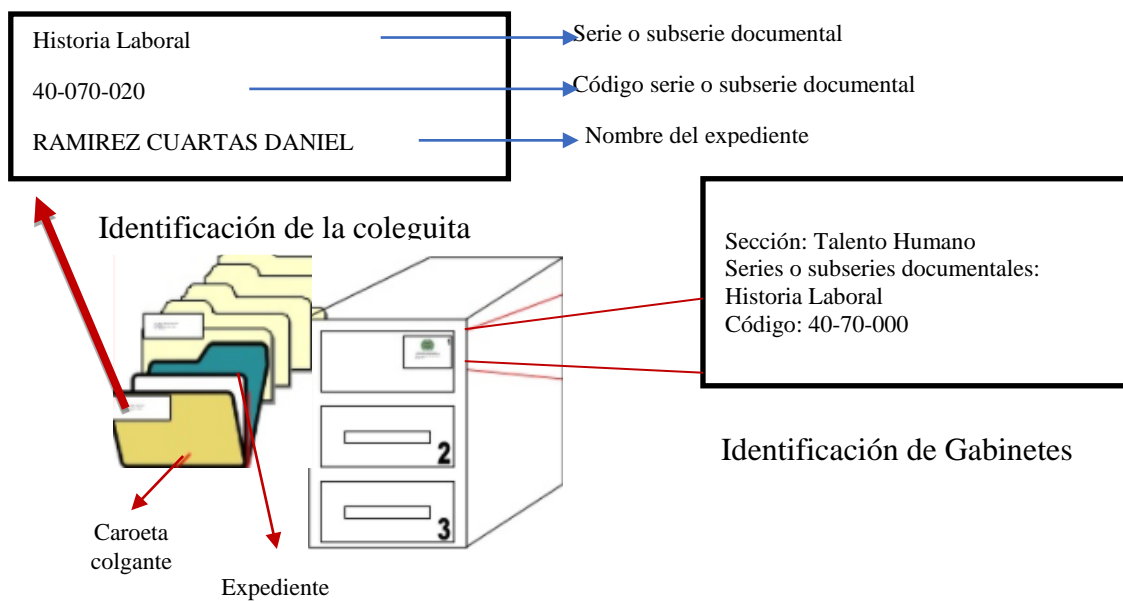 Historia Laboral
Serie o subserie documental
40-070-020
Código serie o subserie documental
RAMIREZ CUARTAS DANIEL
Nombre del expediente
Identificación de la coleguita
Sección: Talento Humano
Series o subseries documentales:
Historia Laboral
Código: 40-70-000
1
2
3
Identificación de Gabinetes
Caroeta
colgante
Expediente